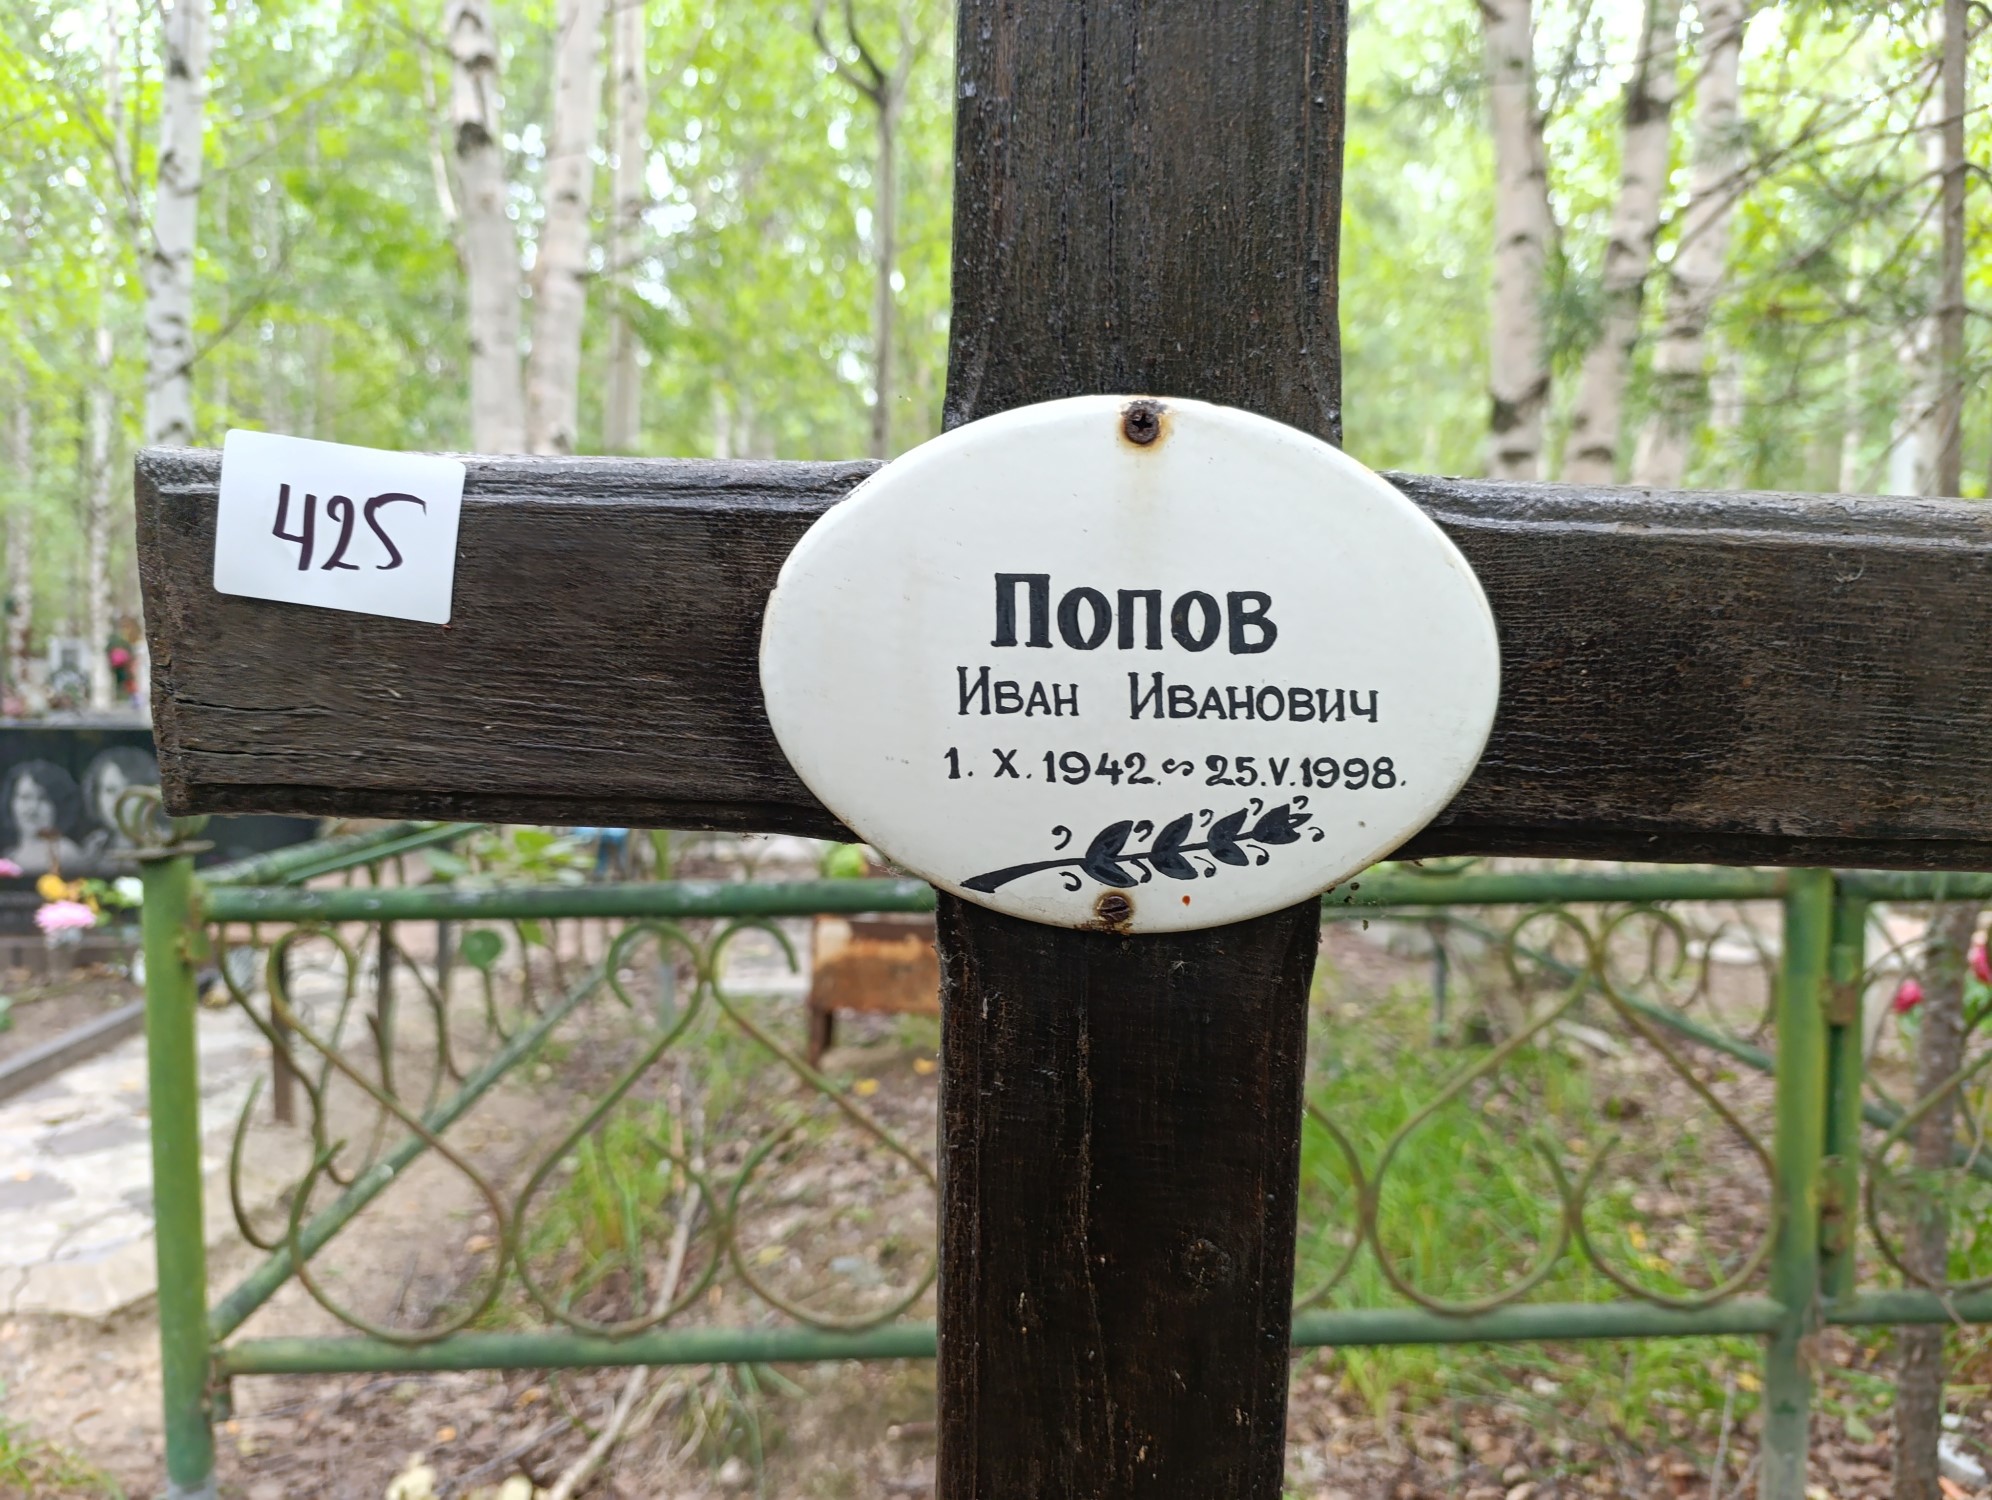 425
Попов
Иван Иванович
1. X. 1942. ~ 25. V. 1998.